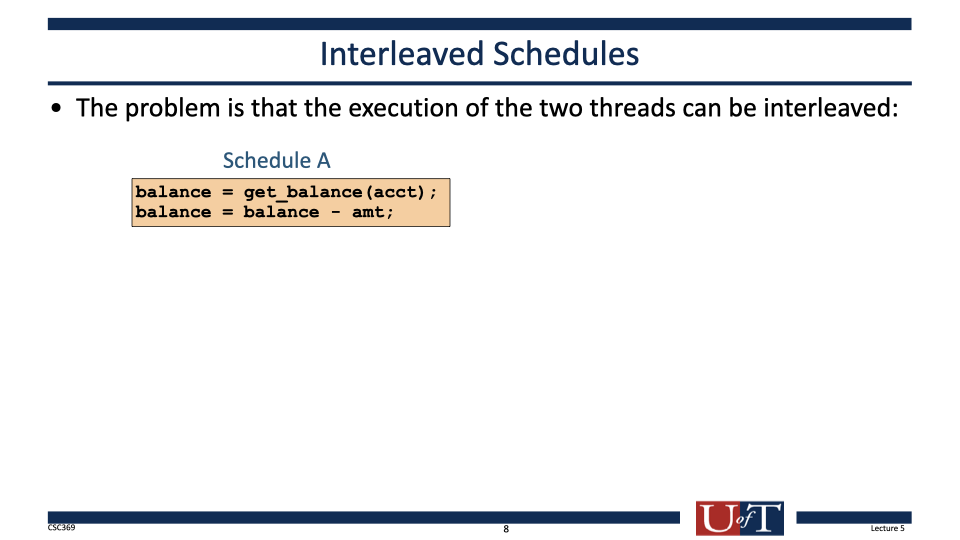 Interleaved Schedules
• The problem is that the execution of the two threads can be interleaved:
Schedule A
balance = get_balance(acct);
balance = balance - amt;
CSC369
8
U of T
Lecture 5